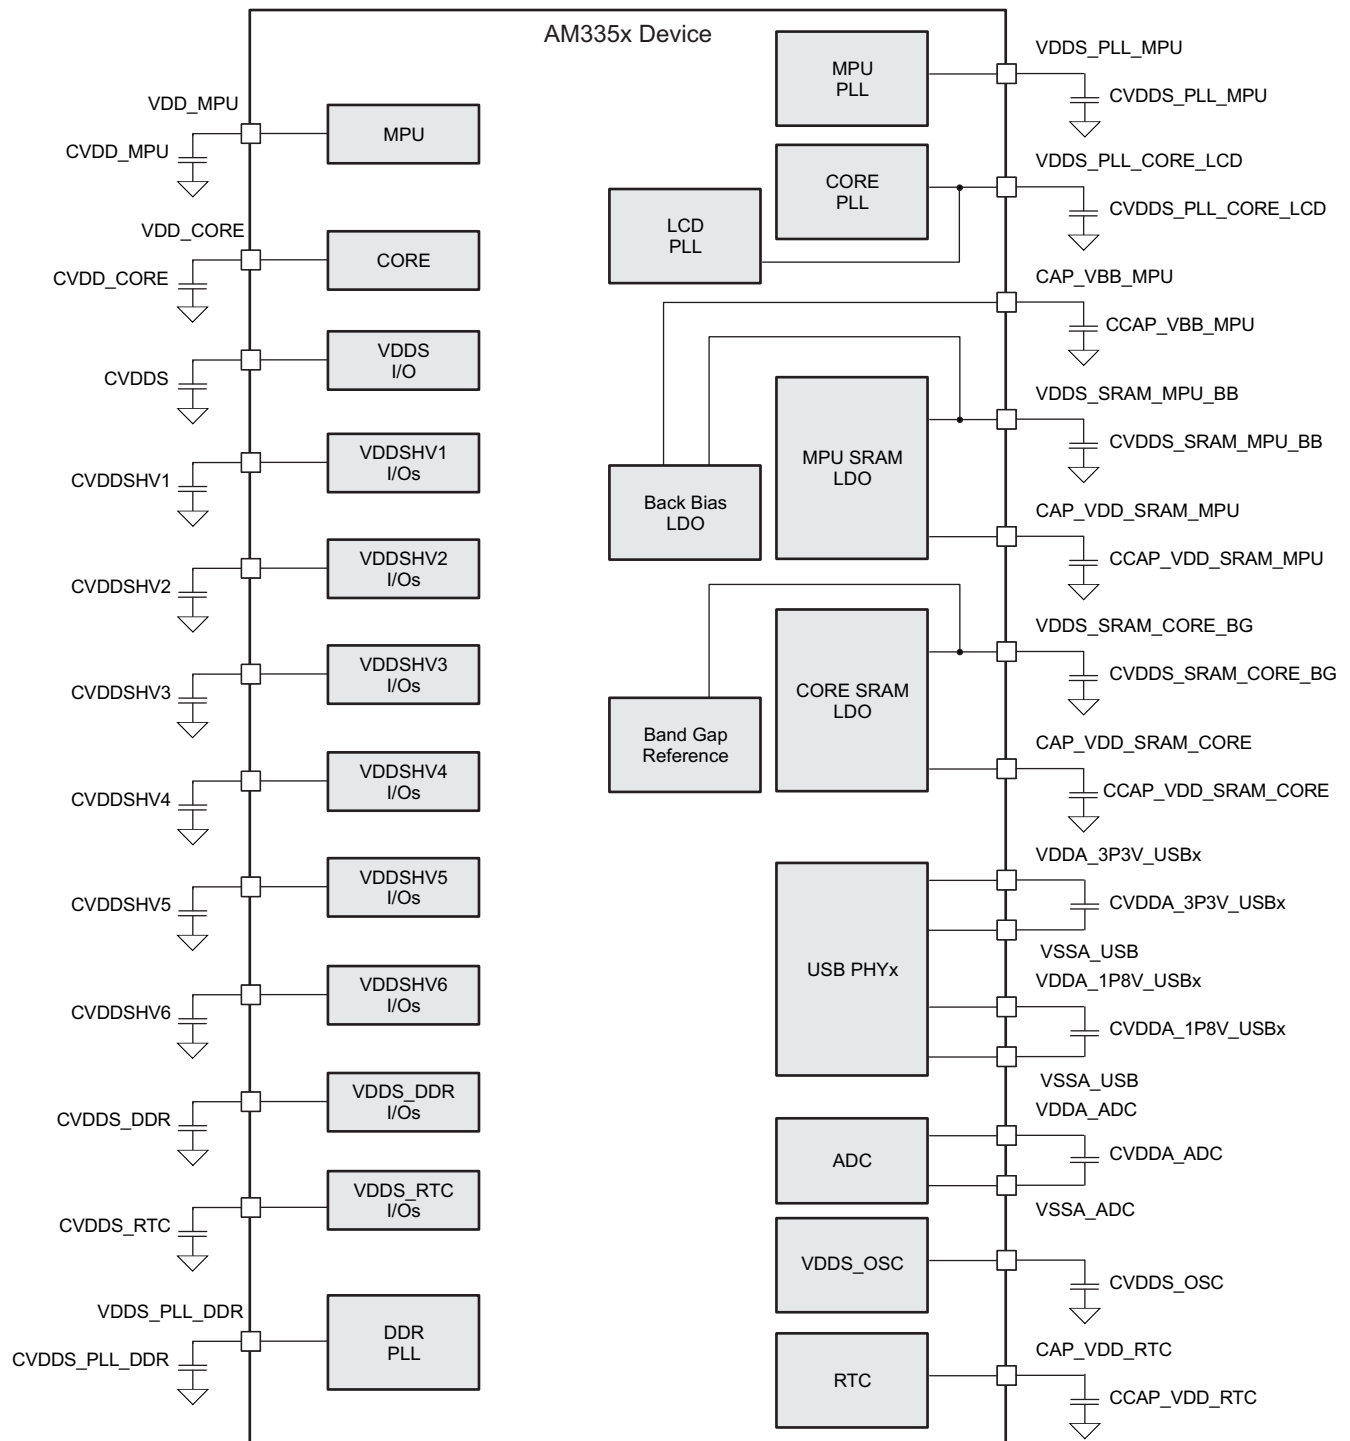 AM335x Device
VDD_MPU
CVDD_MPU
MPU
VDD_CORE
CVDD_CORE
CORE
CVDDS
VDDS
I/O
CVDDSHV1
VDDSHV1
I/Os
CVDDSHV2
VDDSHV2
I/Os
CVDDSHV3
VDDSHV3
I/Os
CVDDSHV4
VDDSHV4
I/Os
CVDDSHV5
VDDSHV5
I/Os
CVDDSHV6
VDDSHV6
I/Os
CVDDS_DDR
VDDS_DDR
I/Os
CVDDS_RTC
VDDS_RTC
I/Os
VDDS_PLL_DDR
CVDDS_PLL_DDR
DDR
PLL
MPU
PLL
VDDS_PLL_MPU
CVDDS_PLL_MPU
CORE
PLL
LCD
PLL
VDDS_PLL_CORE_LCD
CVDDS_PLL_CORE_LCD
CAP_VBB_MPU
CCAP_VBB_MPU
Back Bias
LDO
MPU SRAM
LDO
VDDS_SRAM_MPU_BB
CVDDS_SRAM_MPU_BB
CAP_VDD_SRAM_MPU
CCAP_VDD_SRAM_MPU
Band Gap
Reference
CORE SRAM
LDO
VDDS_SRAM_CORE_BG
CVDDS_SRAM_CORE_BG
CAP_VDD_SRAM_CORE
CCAP_VDD_SRAM_CORE
USB PHYx
VDDA_3P3V_USBx
CVDDA_3P3V_USBx
VSSA_USB
VDDA_1P8V_USBx
CVDDA_1P8V_USBx
VSSA_USB
ADC
VDDA_ADC
CVDDA_ADC
VSSA_ADC
VDDS_OSC
CVDDS_OSC
RTC
CAP_VDD_RTC
CCAP_VDD_RTC